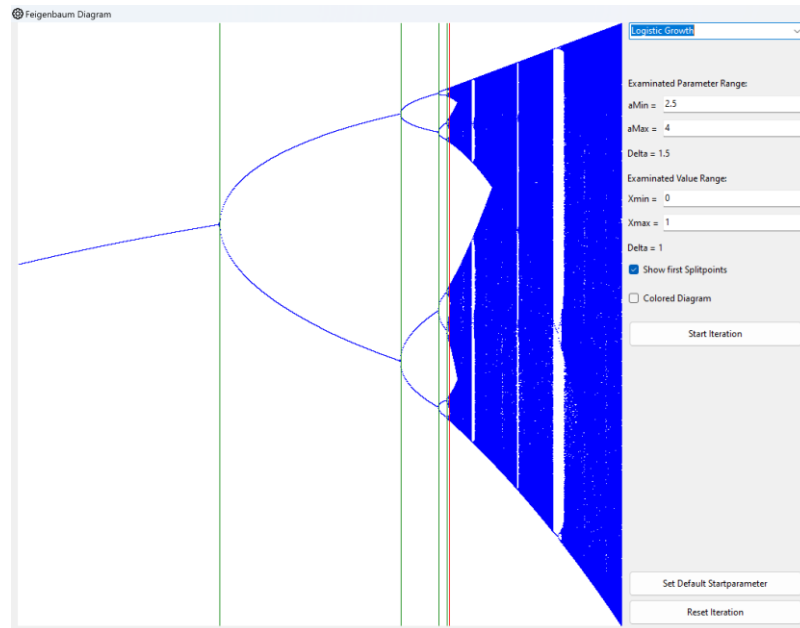 Feigenbaum Diagram
Logistic Growth
Examinated Parameter Range:
aMin = 2.5
aMax = 4
Delta = 1.5
Examinated Value Range:
Xmin = 0
Xmax = 1
Delta = 1
Show first Splitpoints
Colored Diagram
Start Iteration
Set Default Startparameter
Reset Iteration